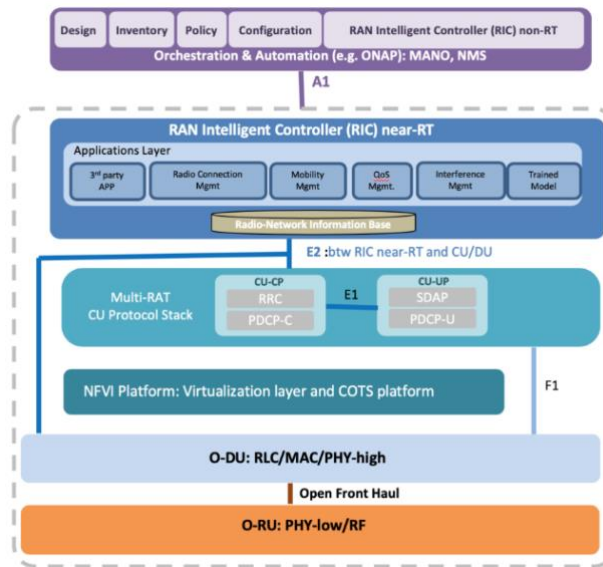 Design
Inventory
Policy
Configuration
RAN Intelligent Controller (RIC) non-RT
Orchestration & Automation (e.g. ONAP): MANO, NMS
A1
RAN Intelligent Controller (RIC) near-RT
Applications Layer
3rd party
APP
Radio Connection
Mgmt
Mobility
Mgmt
QoS
Mgmt.
Interference
Mgmt
Trained
Model
Radio-Network Information Base
E2 :btw RIC near-RT and CU/DU
Multi-RAT
CU Protocol Stack
CU-CP
RRC
PDCP-C
E1
CU-UP
SDAP
PDCP-U
NFVI Platform: Virtualization layer and COTS platform
F1
O-DU: RLC/MAC/PHY-high
Open Front Haul
O-RU: PHY-low/RF